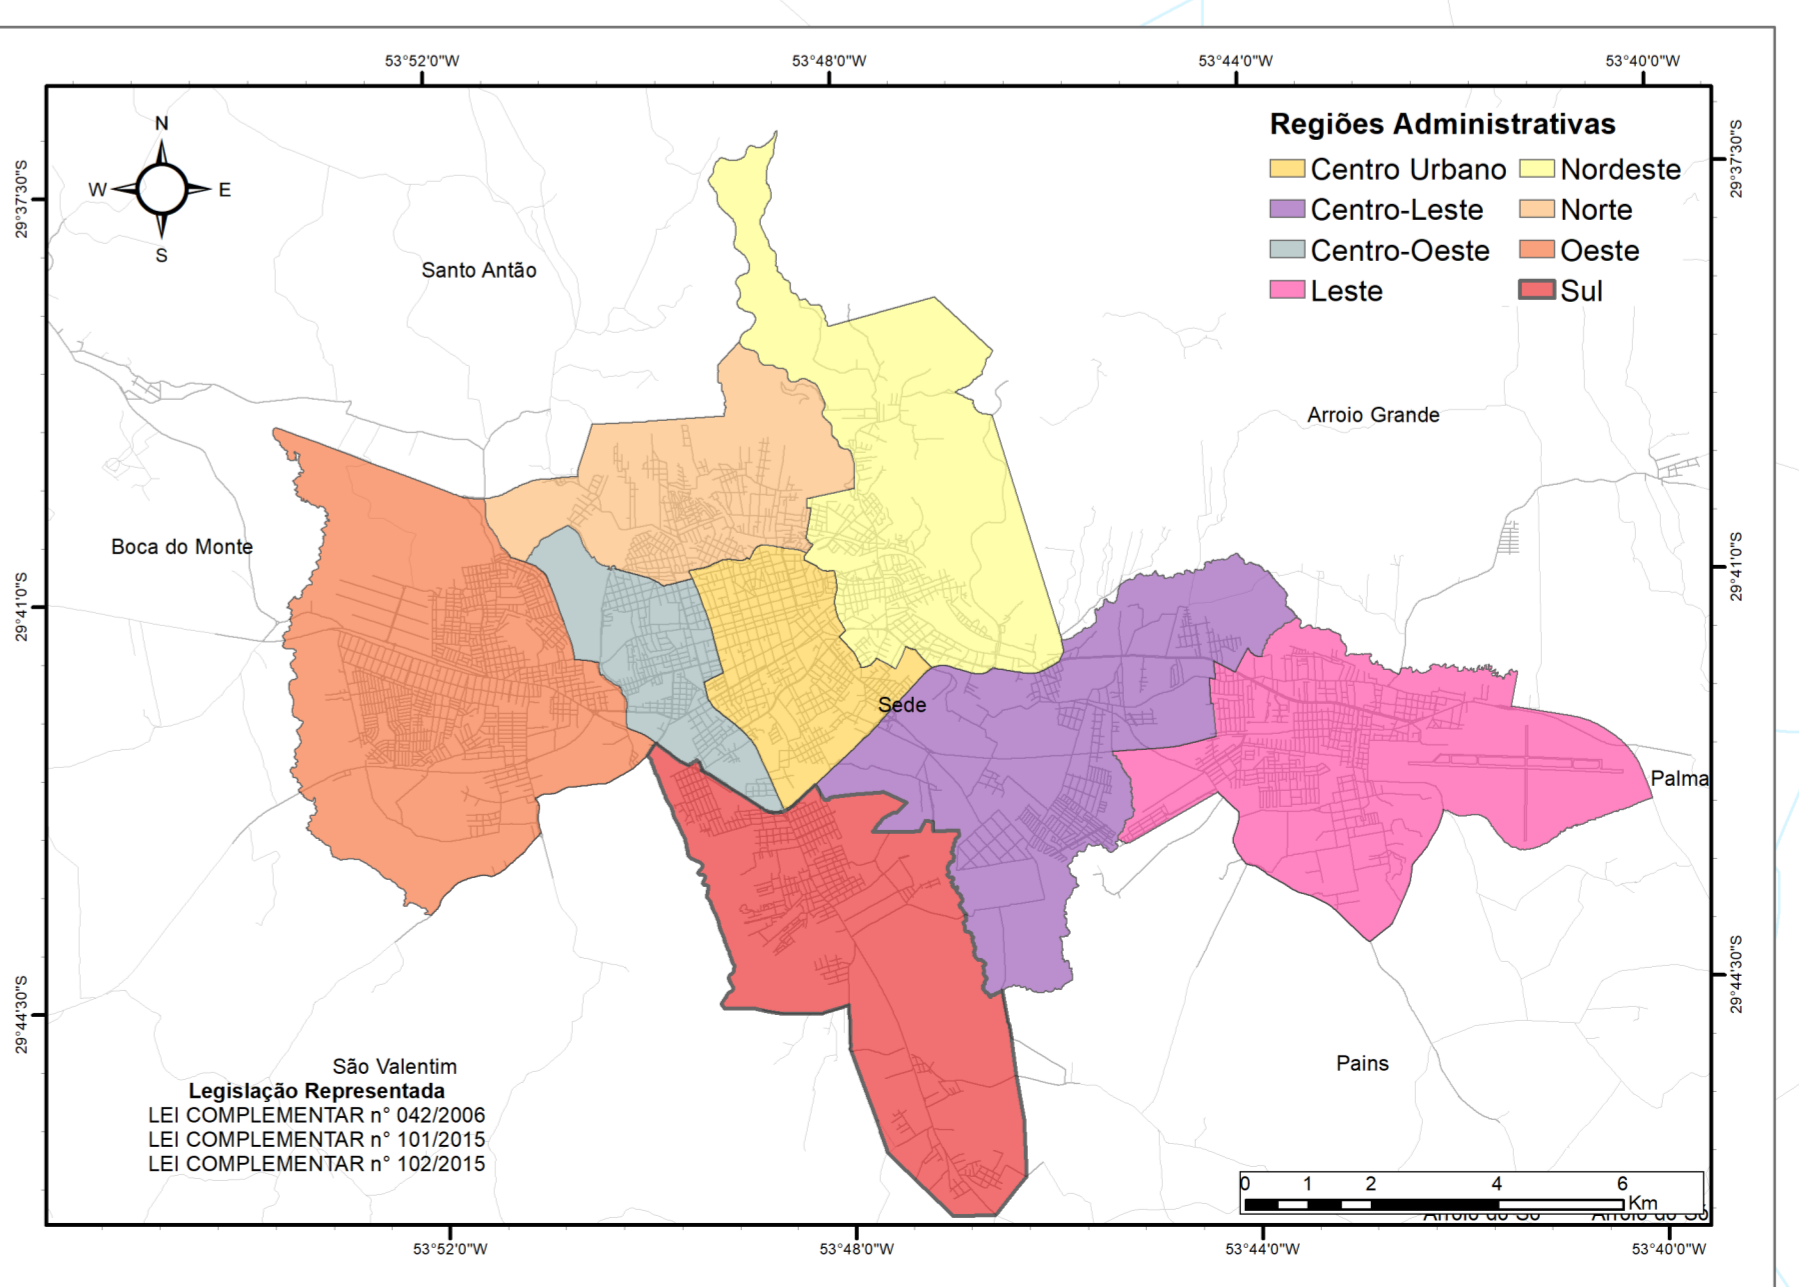 53°52'0"W 53°48'0"W 53°44'0"W 53°40'0"W
N
W E
S
Regiões Administrativas
Centro Urbano Nordeste
Centro-Leste Norte
Centro-Oeste Oeste
Leste Sul
29°37'30"S
29°37'30"S
Santo Antão
Arroio Grande
Boca do Monte
29°41'0"S
29°41'0"S
Sede
Palma
29°44'30"S
29°44'30"S
São Valentim
Pains
Legislação Representada
LEI COMPLEMENTAR n° 042/2006
LEI COMPLEMENTAR n° 101/2015
LEI COMPLEMENTAR n° 102/2015
0 1 2 4 6
Km
53°52'0"W 53°48'0"W 53°44'0"W 53°40'0"W